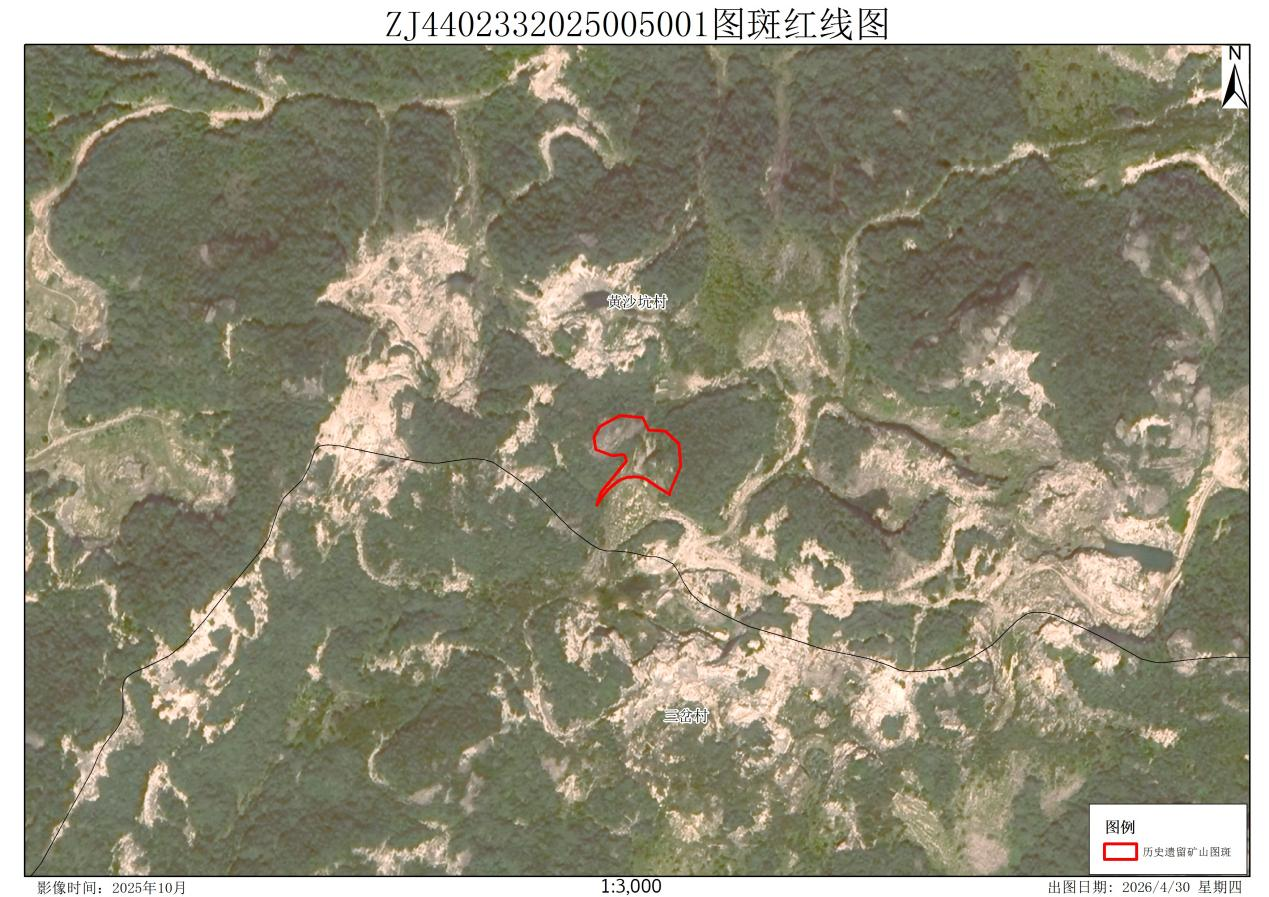 ZJ4402332025005001图斑红线图
N
黄沙坑村
三岔村
图例
历史遗留矿山图斑
影像时间：2025年10月
1:3,000
出图日期：2026/4/30 星期四